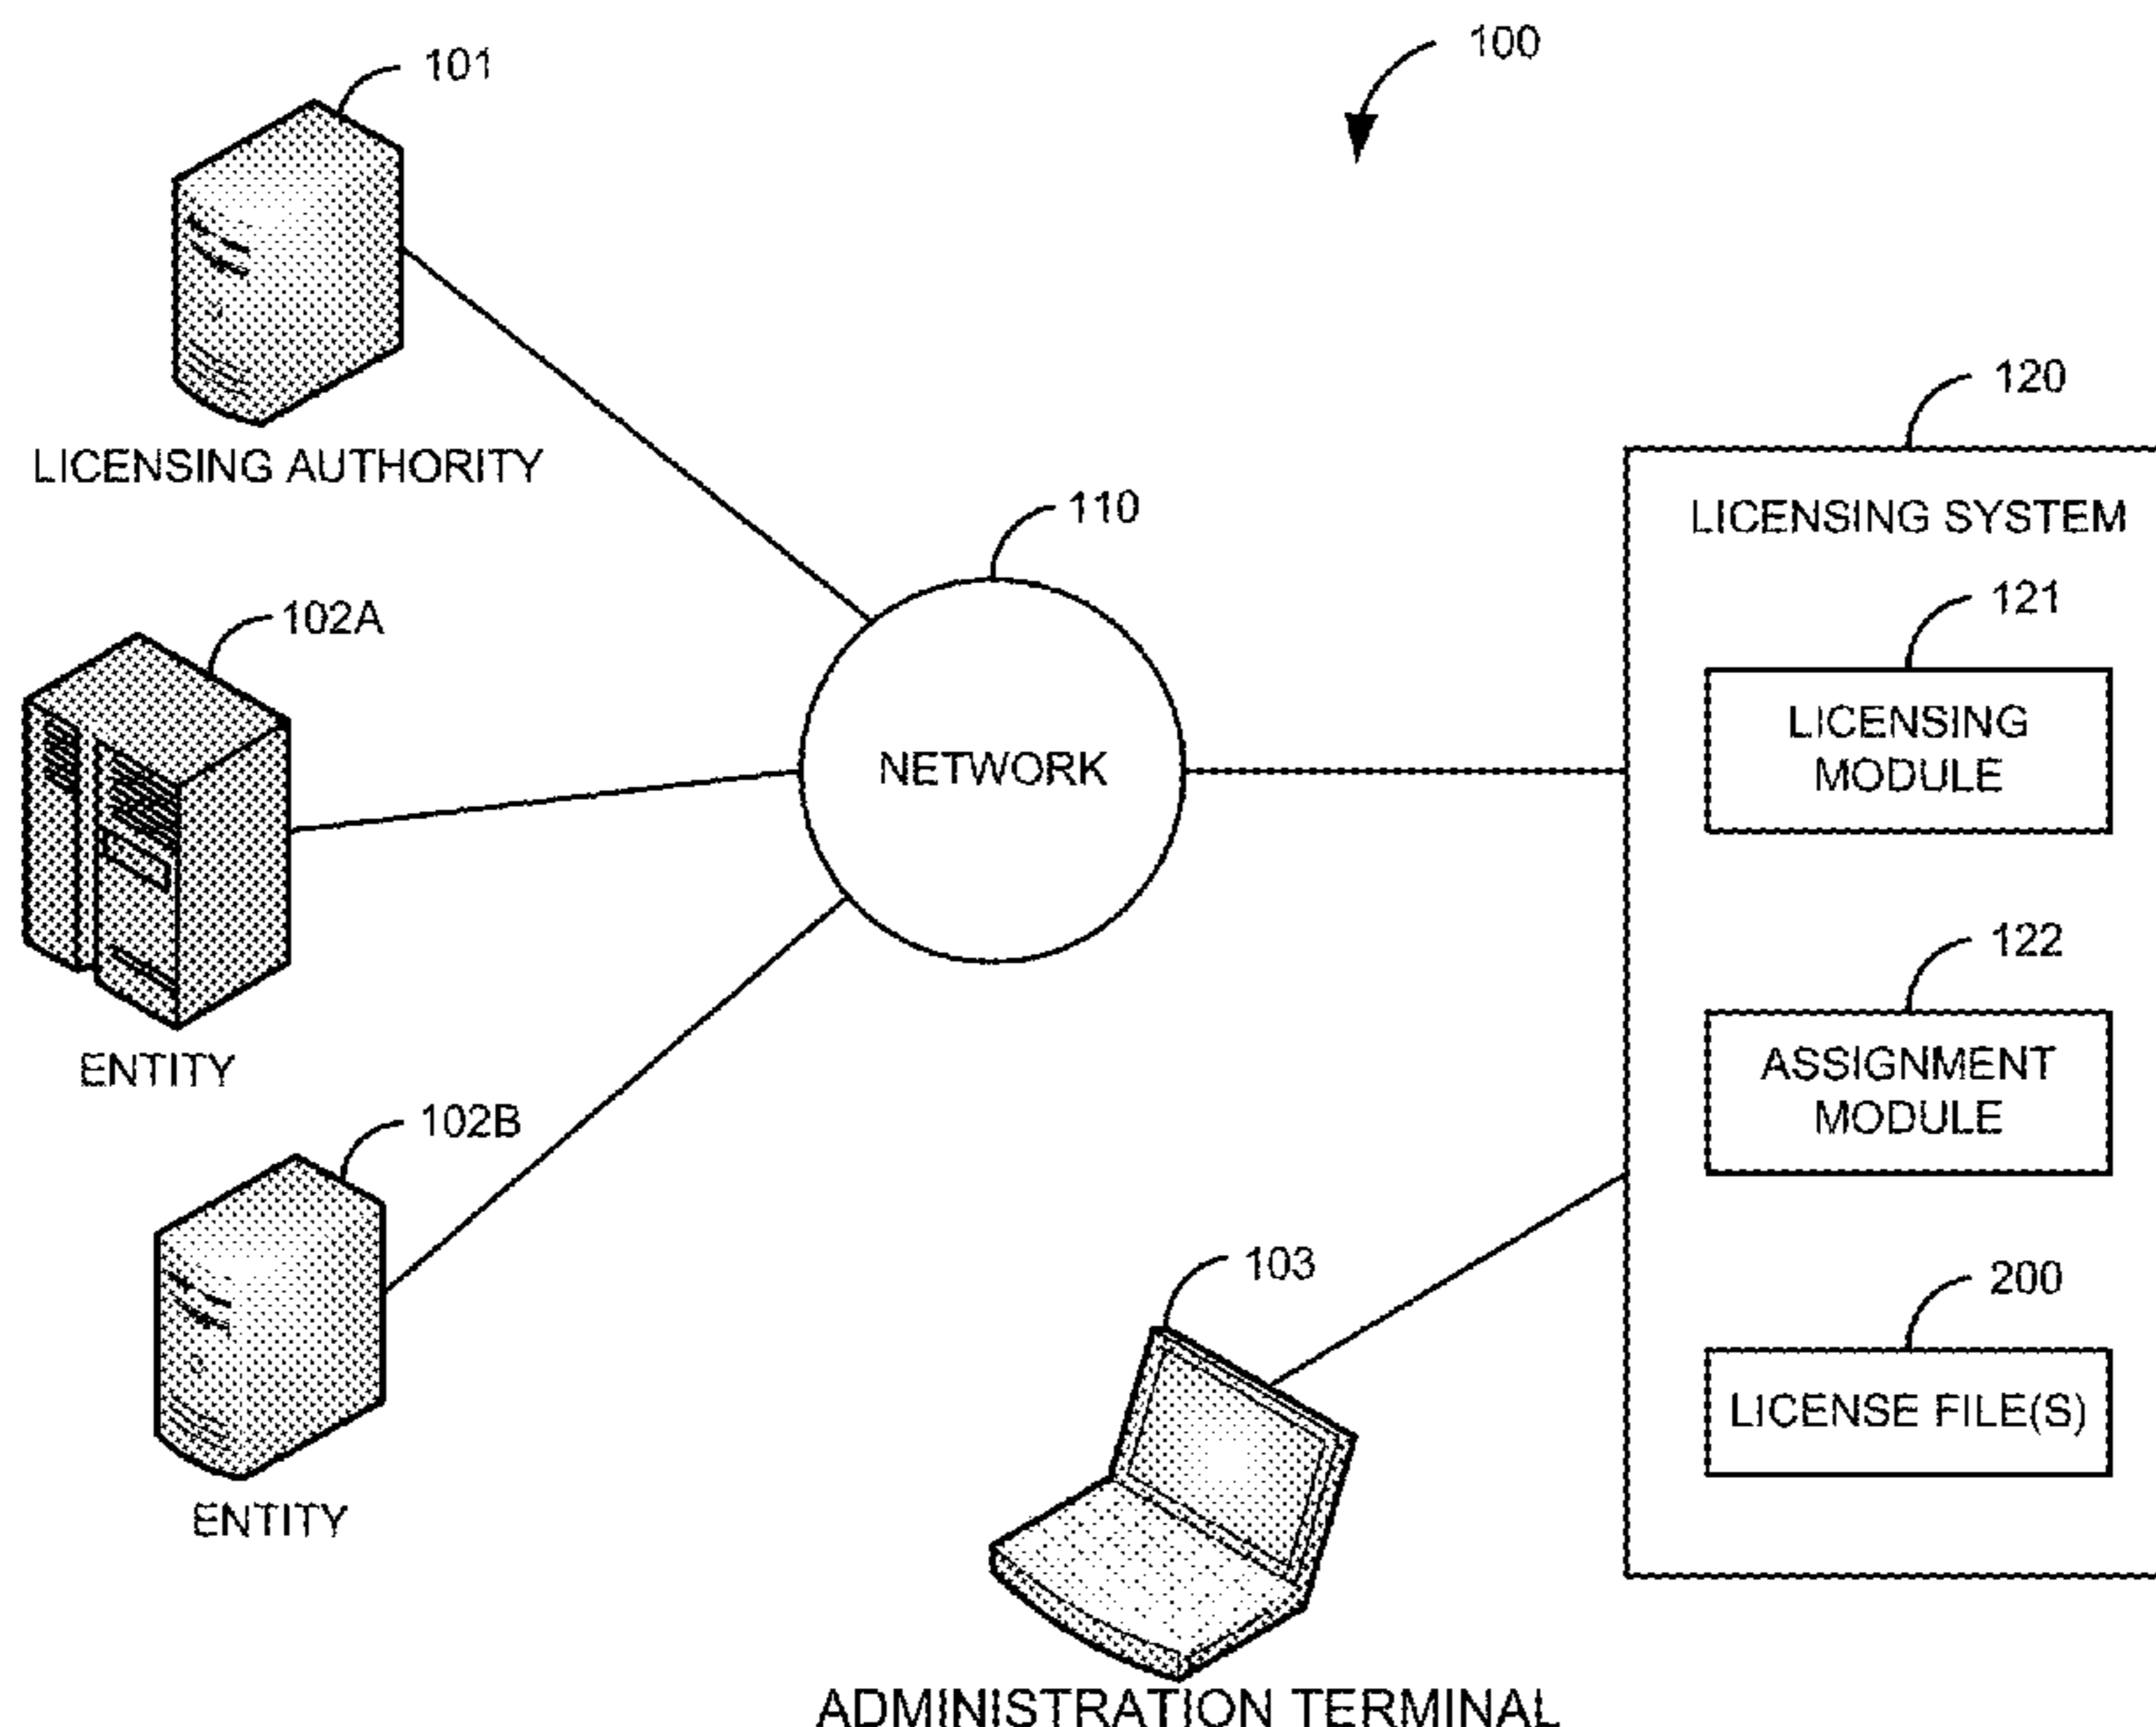 100
101
LICENSING AUTHORITY
120
LICENSING SYSTEM
110
NETWORK
102A
ENTITY
121
LICENSING
MODULE
122
ASSIGNMENT
MODULE
102B
ENTITY
103
ADMINISTRATION TERMINAL
200
LICENSE FILE(S)